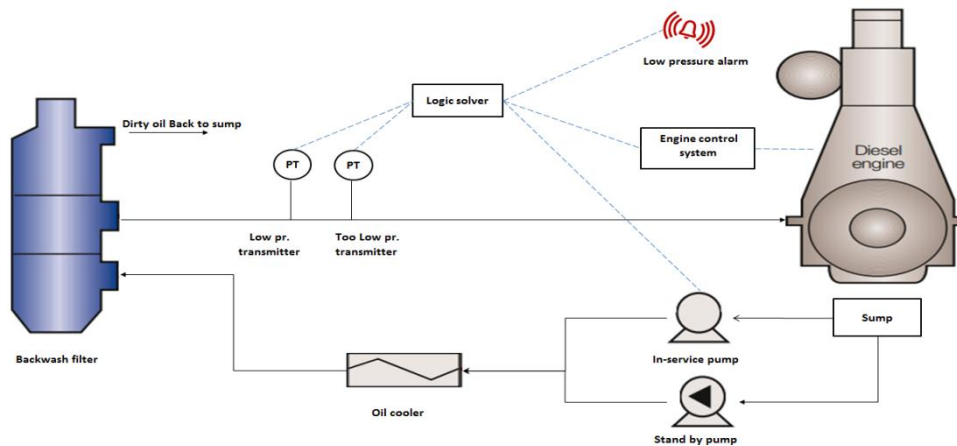 Low pressure alarm
Logic solver
Dirty oil Back to sump
Engine control
system
Diesel
engine
PT
PT
Low pr.
transmitter
Too Low pr.
transmitter
Sump
In-service pump
Backwash filter
Oil cooler
Stand by pump